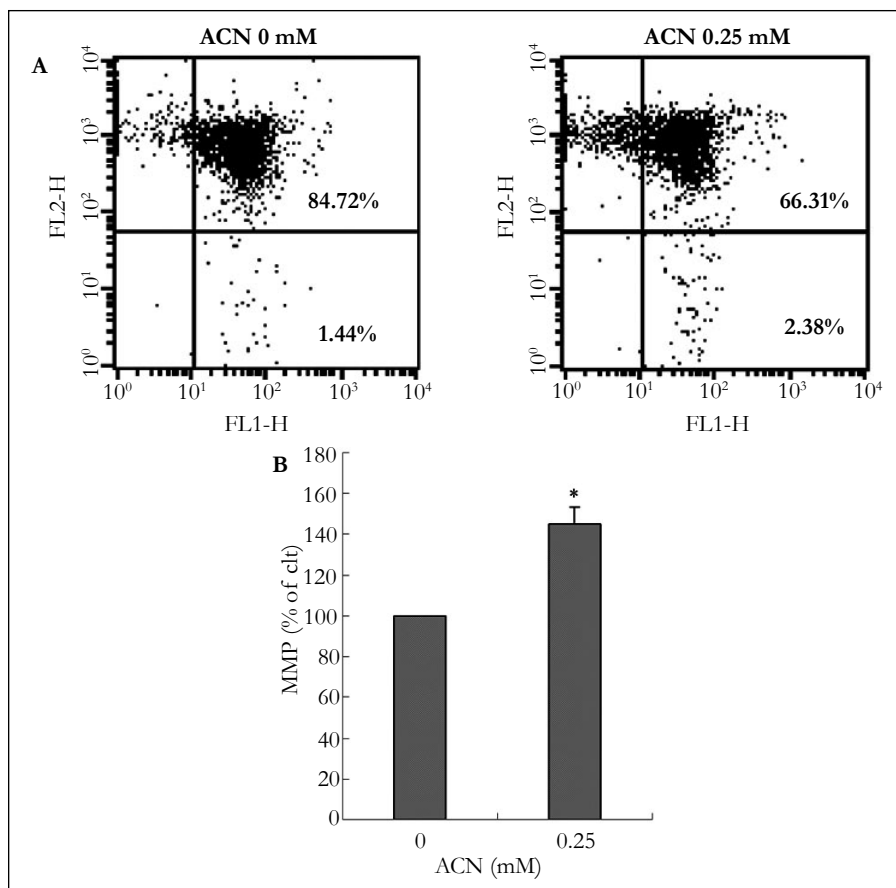 A
ACN 0 mM
10⁴
10³
10²
10¹
10⁰
FL2-H
84.72%
1.44%
10⁰ 10¹ 10² 10³ 10⁴
FL1-H
ACN 0.25 mM
10⁴
10³
10²
10¹
10⁰
FL2-H
66.31%
2.38%
10⁰ 10¹ 10² 10³ 10⁴
FL1-H
B
180
160
140
120
100
80
60
40
20
0
MMP (% of clt)
*
0 0.25
ACN (mM)